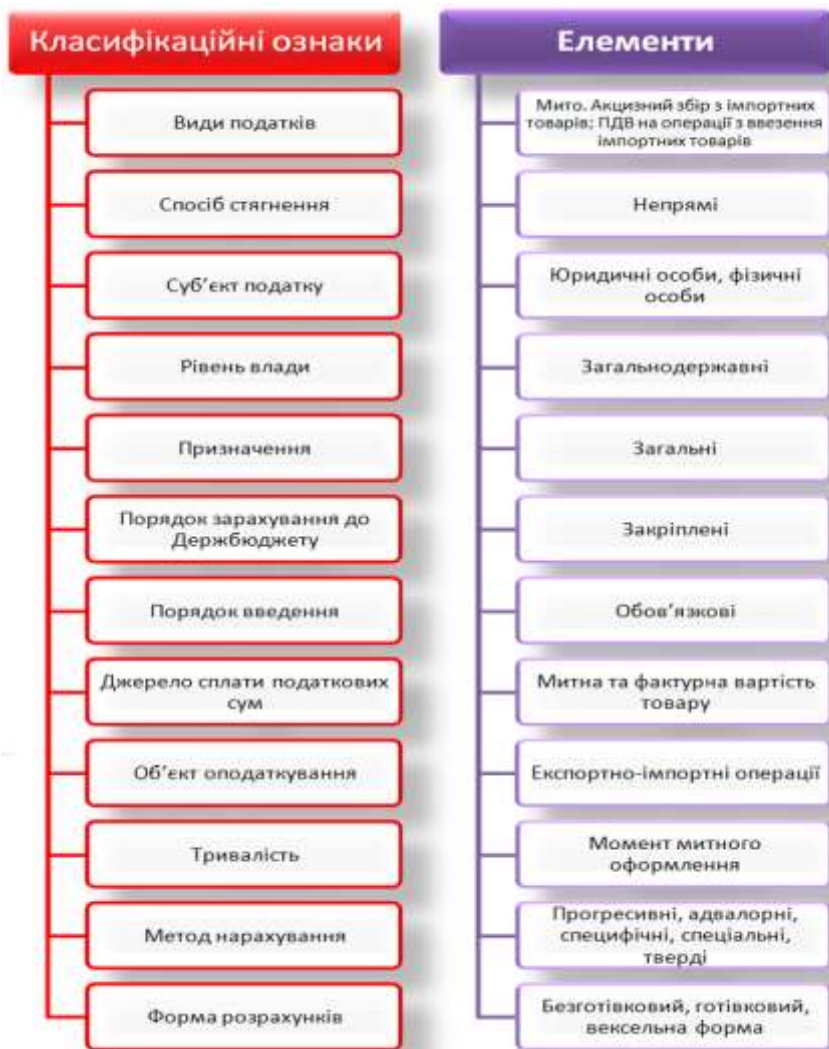 Класифікаційні ознаки
Види податків
Спосіб стягнення
Суб’єкт податку
Рівень влади
Призначення
Порядок зарахування до
Держбюджету
Порядок введення
Джерело сплати податкових
сум
Об’єкт оподаткування
Тривалість
Метод нарахування
Форма розрахунків
Елементи
Мито. Акцизний збір з імпортних
товарів; ПДВ на операції з ввезення
імпортних товарів
Непрямі
Юридичні особи, фізичні
особи
Загальнодержавні
Загальні
Закріплені
Обов’язкові
Митна та фактурна вартість
товару
Експортно-імпортні операції
Момент митного
оформлення
Прогресивні, адвалорні,
специфічні, спеціальні,
тверді
Безготівковий, готівковий,
вексельна форма